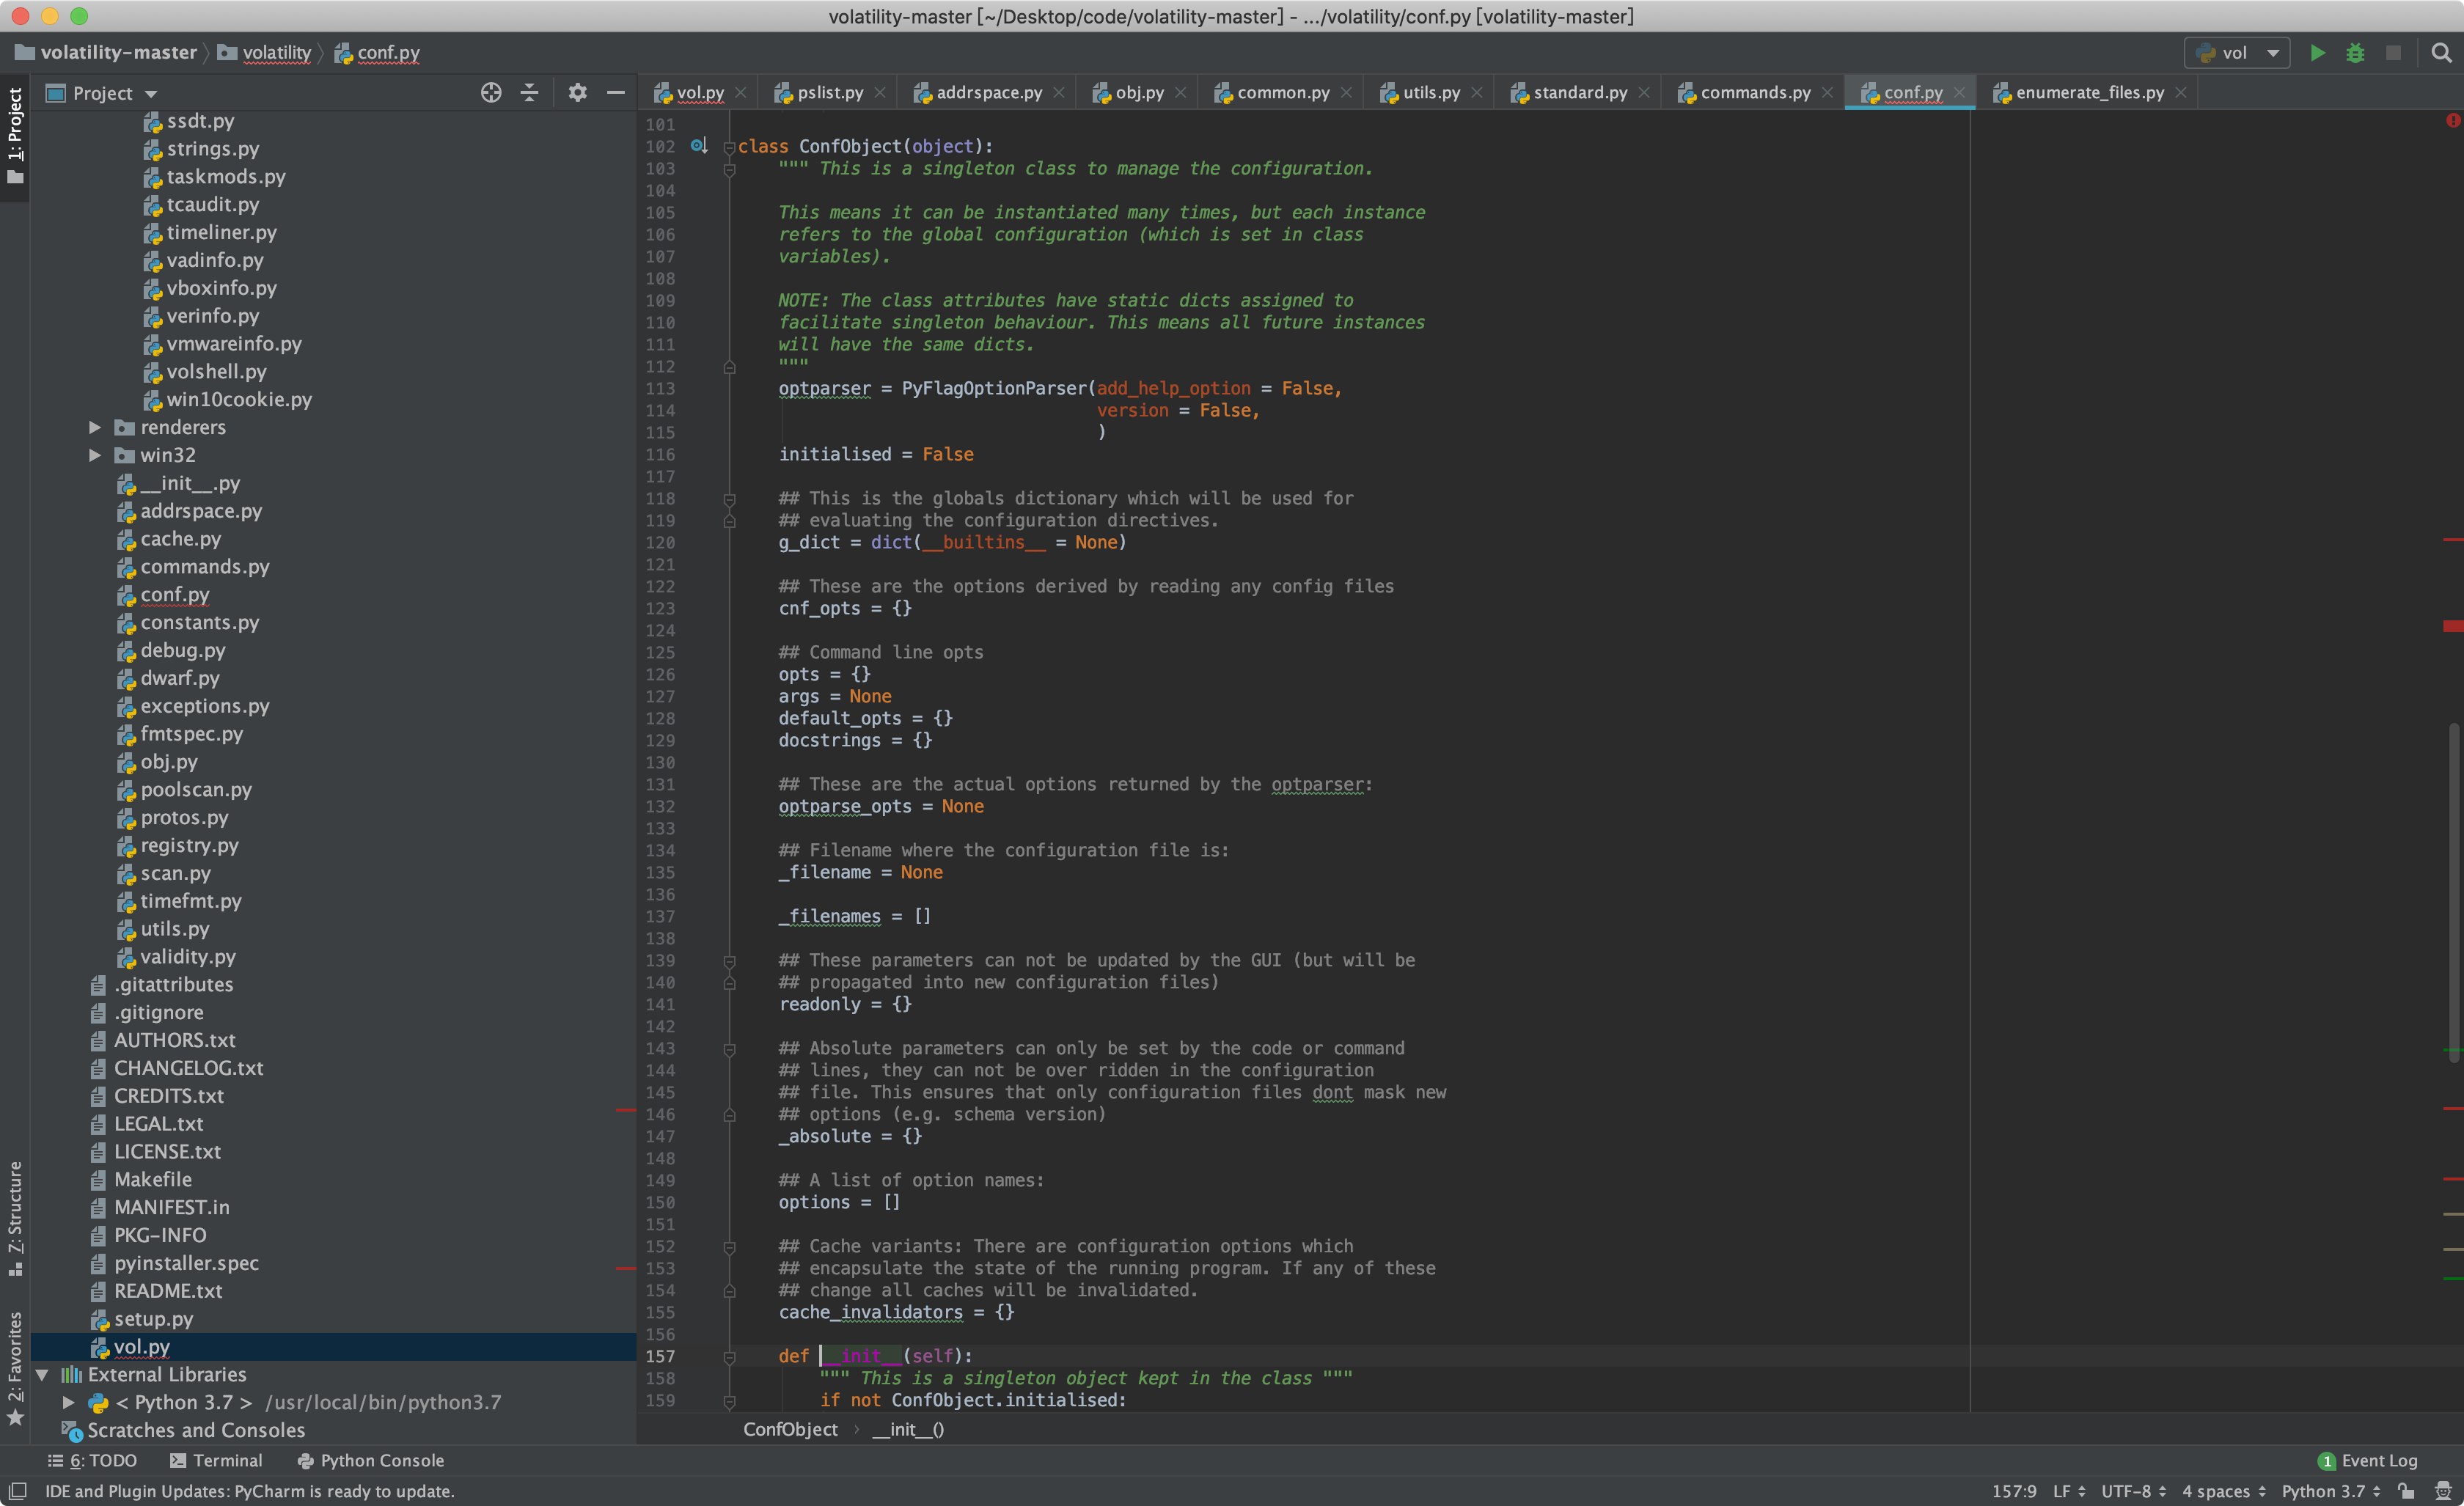 volatility-master [~/Desktop/code/volatility-master] - .../volatility/conf.py [volatility-master]
volatility-master volatility conf.py vol
1: Project
Project
vol.py pslist.py addrspace.py obj.py common.py utils.py standard.py commands.py conf.py enumerate_files.py
ssdt.py
strings.py
taskmods.py
tcaudit.py
timeliner.py
vadinfo.py
vboxinfo.py
verinfo.py
vmwareinfo.py
volshell.py
win10cookie.py
renderers
win32
__init__.py
addrspace.py
cache.py
commands.py
conf.py
constants.py
debug.py
dwarf.py
exceptions.py
fmtspec.py
obj.py
poolscan.py
protos.py
registry.py
scan.py
timefmt.py
utils.py
validity.py
.gitattributes
.gitignore
AUTHORS.txt
CHANGELOG.txt
CREDITS.txt
LEGAL.txt
LICENSE.txt
Makefile
MANIFEST.in
PKG-INFO
pyinstaller.spec
README.txt
setup.py
vol.py
External Libraries
< Python 3.7 > /usr/local/bin/python3.7
Scratches and Consoles
7: Structure
2: Favorites
101
102 class ConfObject(object):
103     """ This is a singleton class to manage the configuration.
104
105     This means it can be instantiated many times, but each instance
106     refers to the global configuration (which is set in class
107     variables).
108
109     NOTE: The class attributes have static dicts assigned to
110     facilitate singleton behaviour. This means all future instances
111     will have the same dicts.
112     """
113     optparser = PyFlagOptionParser(add_help_option = False,
114                                    version = False,
115                                    )
116     initialised = False
117
118     ## This is the globals dictionary which will be used for
119     ## evaluating the configuration directives.
120     g_dict = dict(__builtins__ = None)
121
122     ## These are the options derived by reading any config files
123     cnf_opts = {}
124
125     ## Command line opts
126     opts = {}
127     args = None
128     default_opts = {}
129     docstrings = {}
130
131     ## These are the actual options returned by the optparser:
132     optparse_opts = None
133
134     ## Filename where the configuration file is:
135     _filename = None
136
137     _filenames = []
138
139     ## These parameters can not be updated by the GUI (but will be
140     ## propagated into new configuration files)
141     readonly = {}
142
143     ## Absolute parameters can only be set by the code or command
144     ## lines, they can not be over ridden in the configuration
145     ## file. This ensures that only configuration files dont mask new
146     ## options (e.g. schema version)
147     _absolute = {}
148
149     ## A list of option names:
150     options = []
151
152     ## Cache variants: There are configuration options which
153     ## encapsulate the state of the running program. If any of these
154     ## change all caches will be invalidated.
155     cache_invalidators = {}
156
157     def __init__(self):
158         """ This is a singleton object kept in the class """
159         if not ConfObject.initialised:
ConfObject __init__()
6: TODO Terminal Python Console 1 Event Log
IDE and Plugin Updates: PyCharm is ready to update. 157:9 LF UTF-8 4 spaces Python 3.7